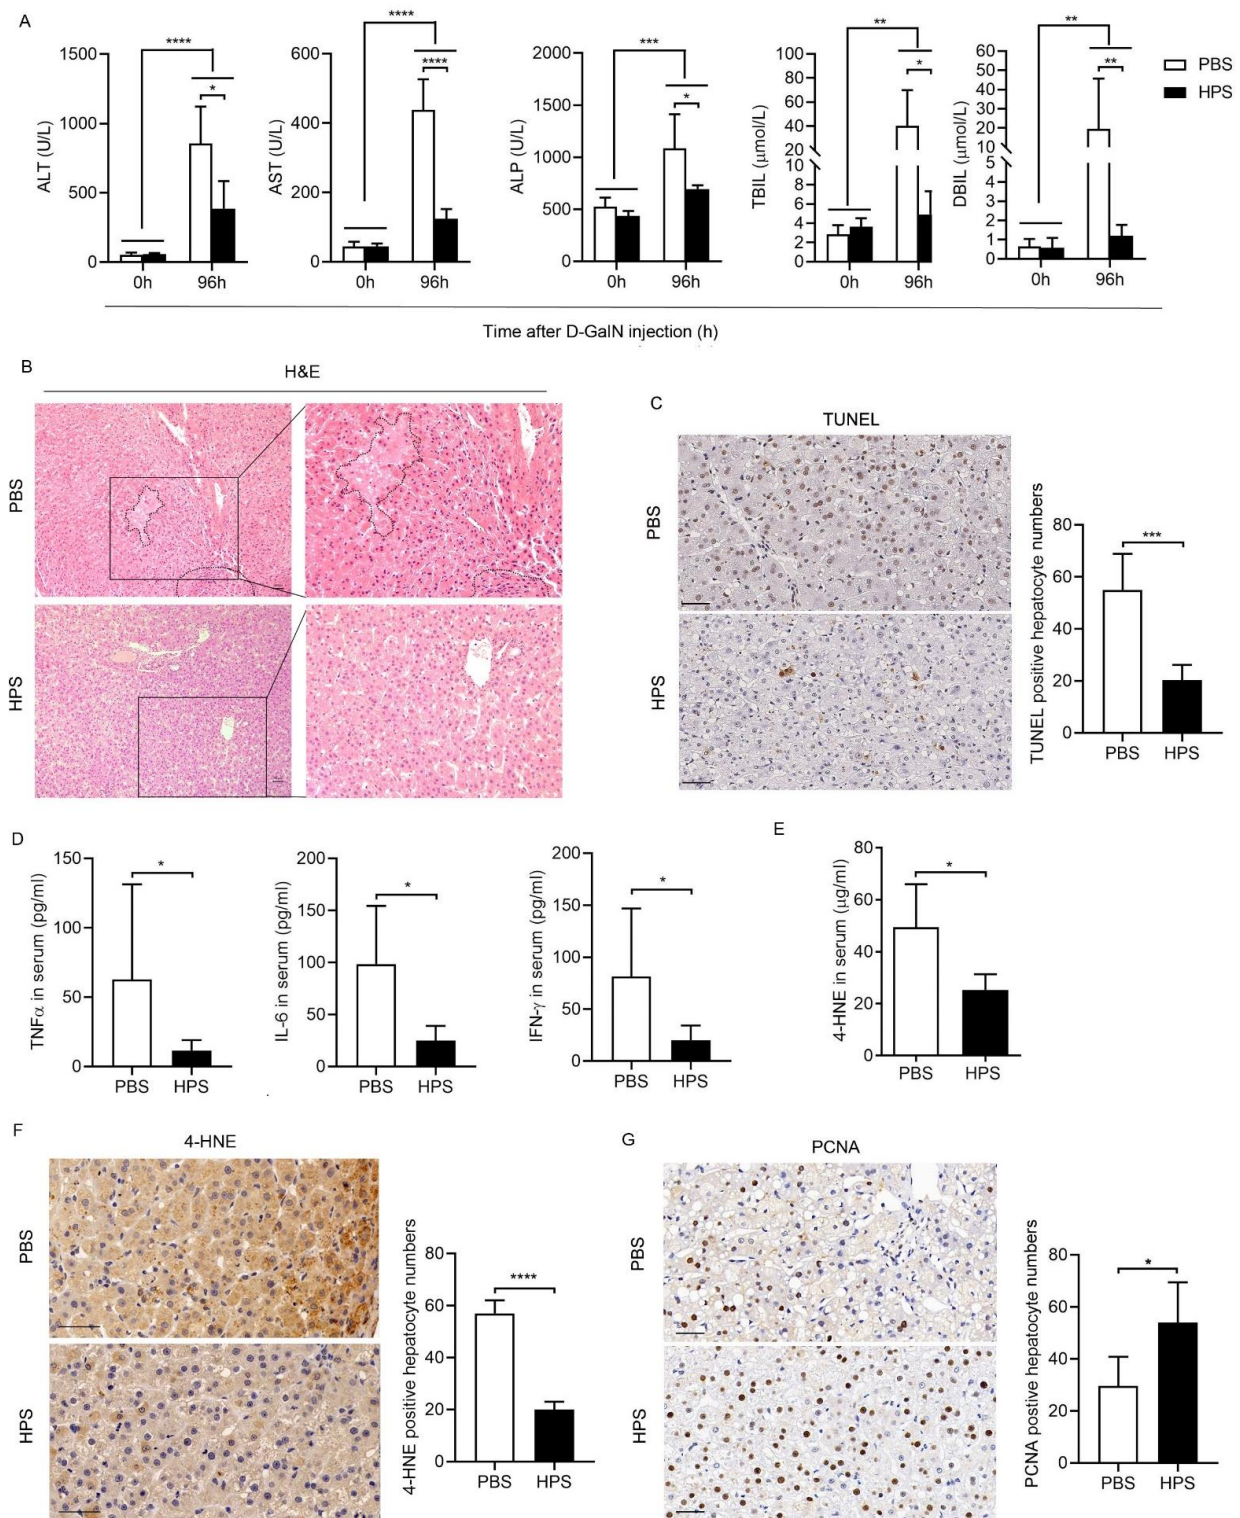 A
****
****
***
**
**
1500
1000
500
0
ALT (U/L)
*
0h 96h
600
400
200
0
AST (U/L)
****
0h 96h
2000
1500
1000
500
0
ALP (U/L)
*
0h 96h
100
80
60
40
20
10
8
6
4
2
0
TBIL (μmol/L)
*
0h 96h
60
50
40
30
20
10
5
4
3
2
1
0
DBIL (μmol/L)
**
0h 96h
PBS
HPS
Time after D-GalN injection (h)
B
H&E
PBS
HPS
C
TUNEL
PBS
HPS
TUNEL positive hepatocyte numbers
80
60
40
20
0
***
PBS HPS
D
TNFα in serum (pg/ml)
150
100
50
0
*
PBS HPS
IL-6 in serum (pg/ml)
200
150
100
50
0
*
PBS HPS
IFN-γ in serum (pg/ml)
200
150
100
50
0
*
PBS HPS
E
4-HNE in serum (μg/ml)
80
60
40
20
0
*
PBS HPS
F
4-HNE
PBS
HPS
4-HNE positive hepatocyte numbers
80
60
40
20
0
****
PBS HPS
G
PCNA
PBS
HPS
PCNA postive hepatocyte numbers
80
60
40
20
0
*
PBS HPS